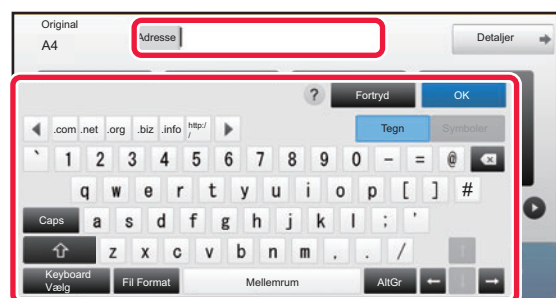 Original
A4
Adresse
Detaljer
? Fortryd OK
.com .net .org .biz .info http:/
/
Tegn Symboler
` 1 2 3 4 5 6 7 8 9 0 - = @
q w e r t y u i o p [ ] #
Caps a s d f g h j k l ; '
z x c v b n m , . /
Keyboard
Vælg
Fil Format Mellemrum AltGr